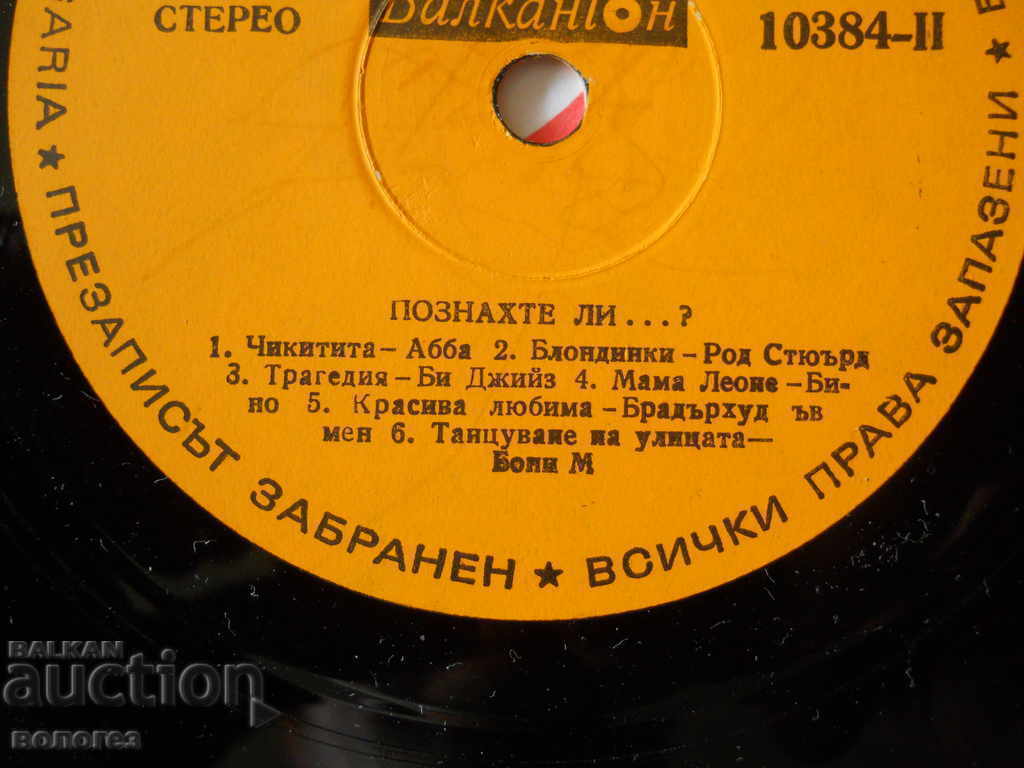 СТЕРЕО
Балкантон
10384-II
ПОЗНАХТЕ ЛИ...?
1. Чикитита – Абба 2. Блондинки – Род Стюърд
3. Трагедия – Би Джийз 4. Мама Леоне – Би-
но 5. Красива любима – Брадърхуд ъв
мен 6. Танцуване на улицата —
Бони М
GARIA ★ ПРЕЗАПИСЪТ ЗАБРАНЕН ★ ВСИЧКИ ПРАВА ЗАПАЗЕНИ ★
BALKAN
auction
вологез